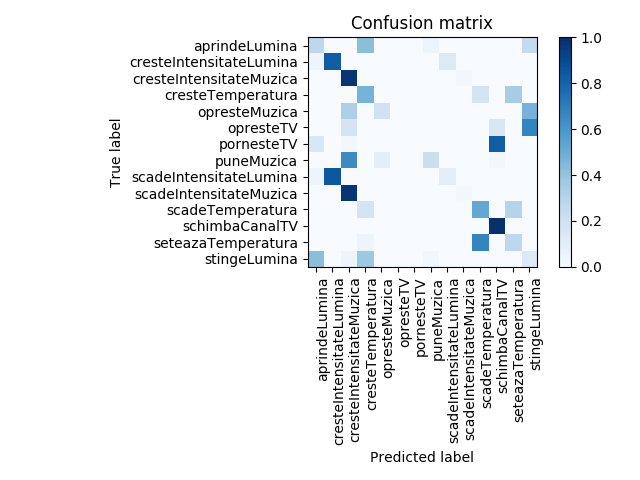 Confusion matrix
True label
aprindeLumina
cresteIntensitateLumina
cresteIntensitateMuzica
cresteTemperatura
opresteMuzica
opresteTV
pornesteTV
puneMuzica
scadeIntensitateLumina
scadeIntensitateMuzica
scadeTemperatura
schimbaCanalTV
seteazaTemperatura
stingeLumina
aprindeLumina
cresteIntensitateLumina
cresteIntensitateMuzica
cresteTemperatura
opresteMuzica
opresteTV
pornesteTV
puneMuzica
scadeIntensitateLumina
scadeIntensitateMuzica
scadeTemperatura
schimbaCanalTV
seteazaTemperatura
stingeLumina
Predicted label
1.0
0.8
0.6
0.4
0.2
0.0